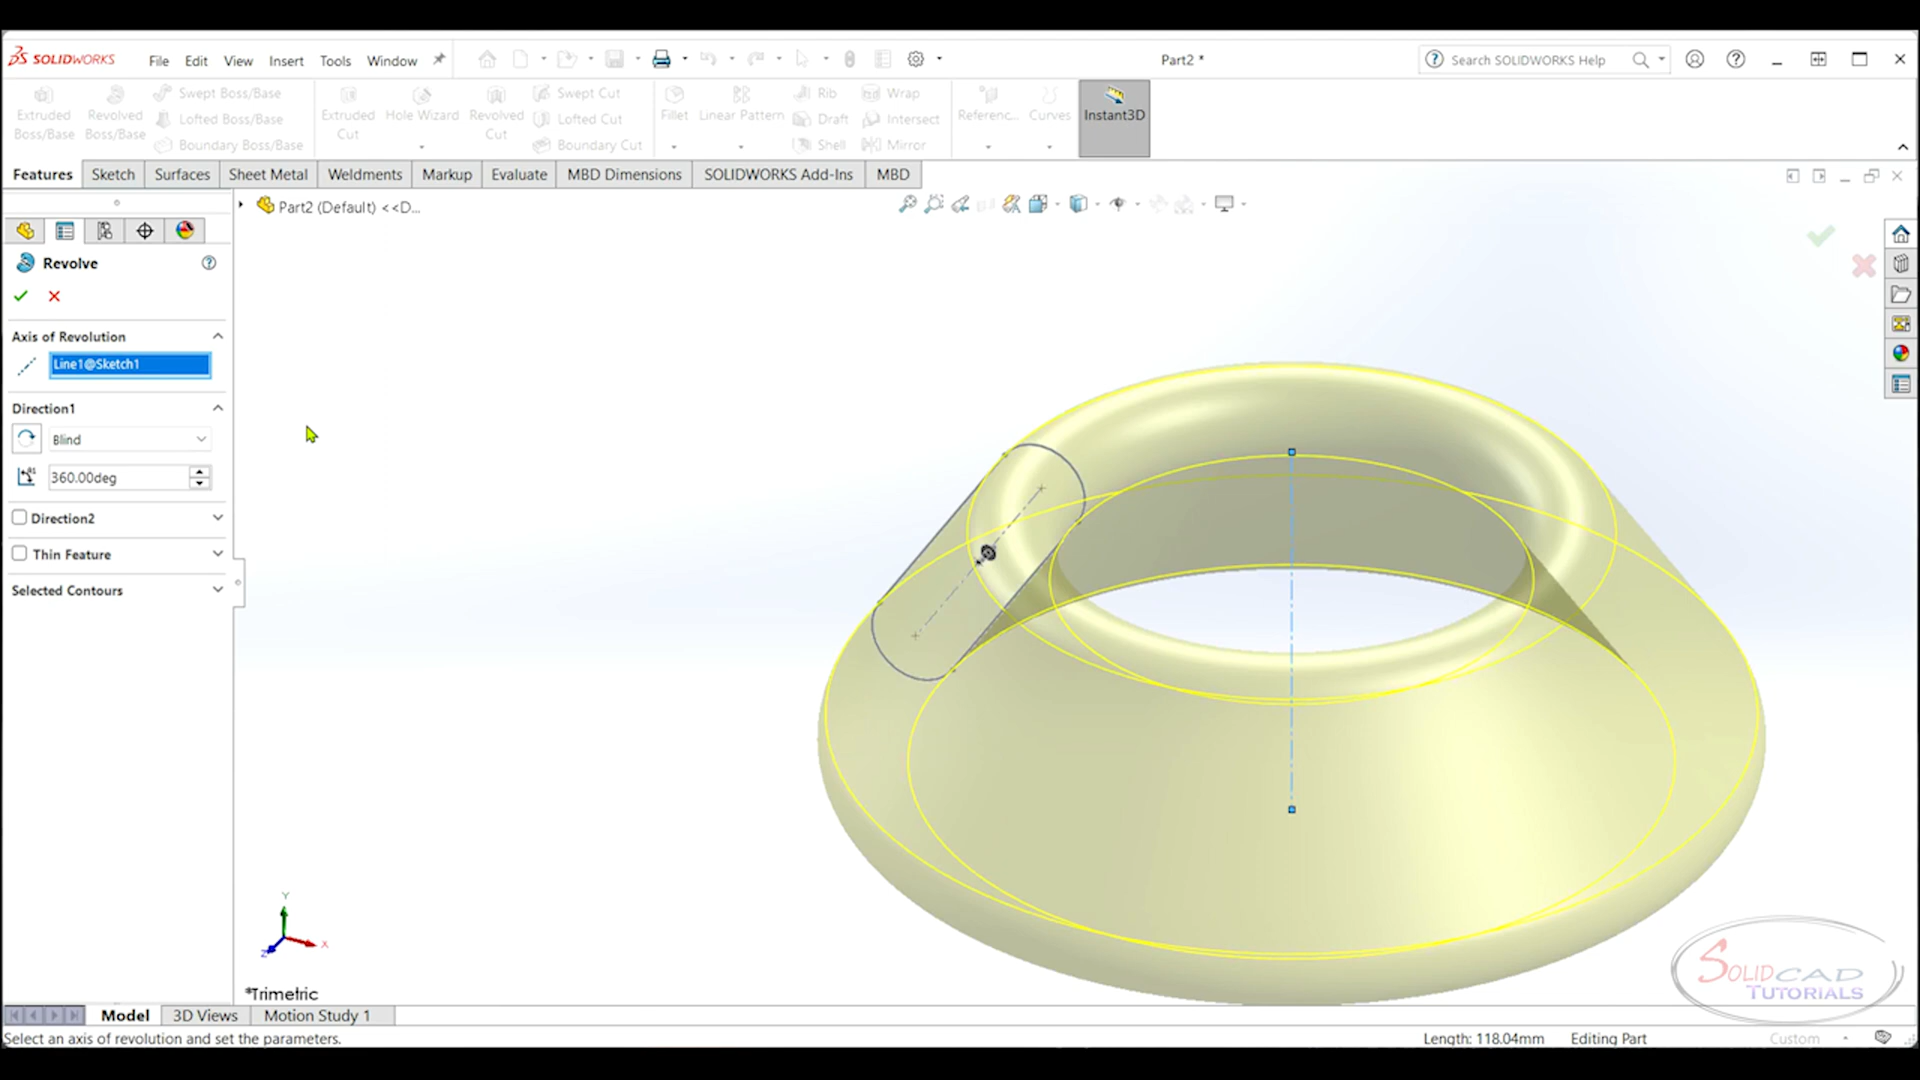 SOLIDWORKS File Edit View Insert Tools Window Part2 * Search SOLIDWORKS Help
Extruded Boss/Base
Revolved Boss/Base
Swept Boss/Base
Lofted Boss/Base
Boundary Boss/Base
Extruded Cut
Hole Wizard
Revolved Cut
Swept Cut
Lofted Cut
Boundary Cut
Fillet
Linear Pattern
Rib
Draft
Shell
Wrap
Intersect
Mirror
Referenc...
Curves
Instant3D
Features Sketch Surfaces Sheet Metal Weldments Markup Evaluate MBD Dimensions SOLIDWORKS Add-Ins MBD
Part2 (Default) <<D...
Revolve
Axis of Revolution
Line1@Sketch1
Direction1
Blind
360.00deg
Direction2
Thin Feature
Selected Contours
Y
X
Z
*Trimetric
SOLIDCAD
TUTORIALS
Model 3D Views Motion Study 1
Select an axis of revolution and set the parameters. Length: 118.04mm Editing Part Custom